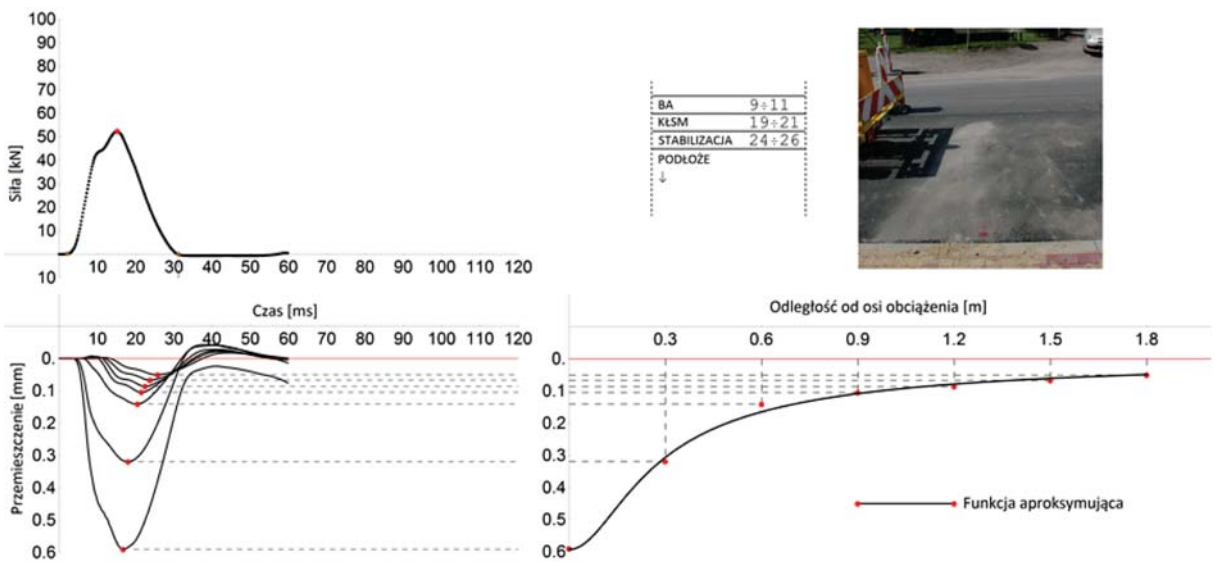 100
90
80
70
60
50
40
30
20
10
10
Siła [kN]
10 20 30 40 50 60 70 80 90 100 110 120
BA 9÷11
KŁSM 19÷21
STABILIZACJA 24÷26
PODŁOŻE
↓
Czas [ms]
10 20 30 40 50 60 70 80 90 100 110 120
0.
0.1
0.2
0.3
0.4
0.5
0.6
Przemieszczenie [mm]
Odległość od osi obciążenia [m]
0.3 0.6 0.9 1.2 1.5 1.8
0.
0.1
0.2
0.3
0.4
0.5
0.6
Funkcja aproksymująca